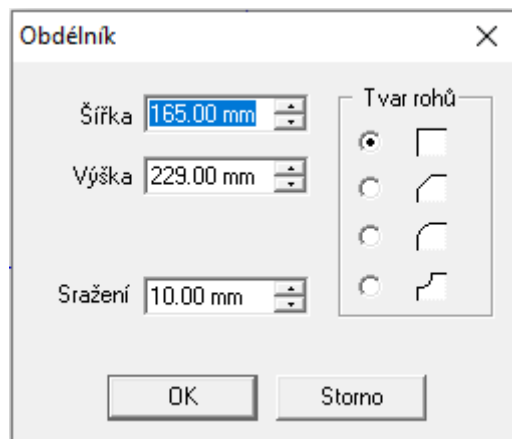 Obdélník
Šířka 165.00 mm
Výška 229.00 mm
Sražení 10.00 mm
Tvar rohů
OK Storno